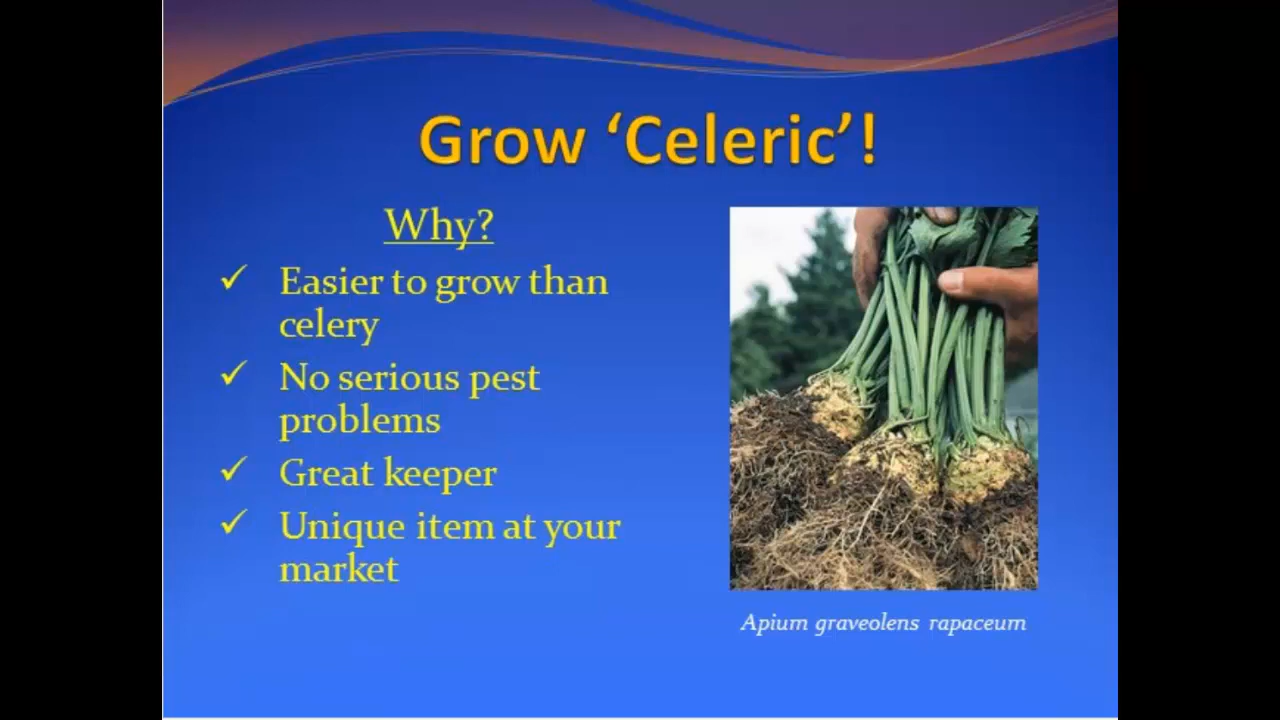 Grow ‘Celeric’!
Why?
✓ Easier to grow than
celery
✓ No serious pest
problems
✓ Great keeper
✓ Unique item at your
market
Apium graveolens rapaceum